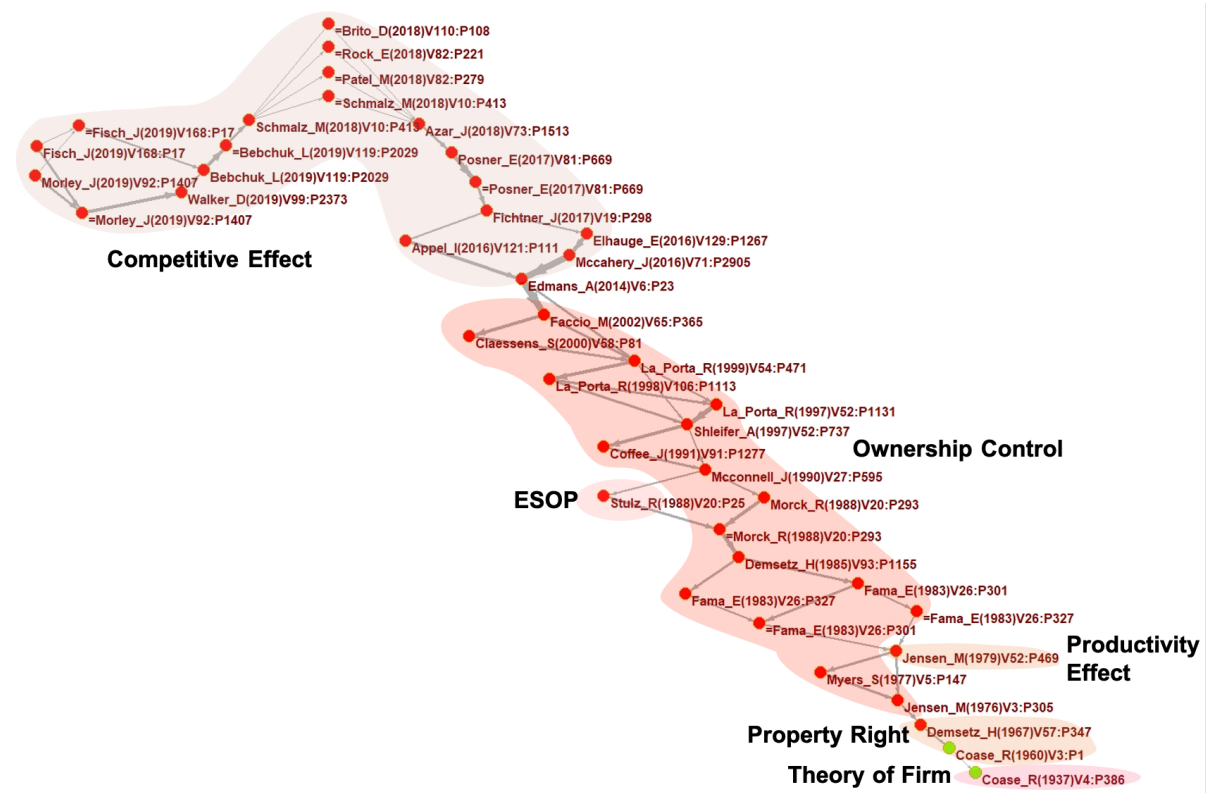 =Brito_D(2018)V110:P108
=Rock_E(2018)V82:P221
=Patel_M(2018)V82:P279
=Schmalz_M(2018)V10:P413
Schmalz_M(2018)V10:P413
Azar_J(2018)V73:P1513
=Fisch_J(2019)V168:P17
Fisch_J(2019)V168:P17
=Bebchuk_L(2019)V119:P2029
Posner_E(2017)V81:P669
Bebchuk_L(2019)V119:P2029
Morley_J(2019)V92:P1407
=Posner_E(2017)V81:P669
Walker_D(2019)V99:P2373
=Morley_J(2019)V92:P1407
Fichtner_J(2017)V19:P298
Elhauge_E(2016)V129:P1267
Appel_I(2016)V121:P111
Competitive Effect
Mccahery_J(2016)V71:P2905
Edmans_A(2014)V6:P23
Faccio_M(2002)V65:P365
Claessens_S(2000)V58:P81
La_Porta_R(1999)V54:P471
La_Porta_R(1998)V106:P1113
La_Porta_R(1997)V52:P1131
Shleifer_A(1997)V52:P737
Ownership Control
Coffee_J(1991)V91:P1277
Mcconnell_J(1990)V27:P595
ESOP
Stulz_R(1988)V20:P25
Morck_R(1988)V20:P293
=Morck_R(1988)V20:P293
Demsetz_H(1985)V93:P1155
Fama_E(1983)V26:P301
Fama_E(1983)V26:P327
=Fama_E(1983)V26:P327
=Fama_E(1983)V26:P301
Productivity
Effect
Jensen_M(1979)V52:P469
Myers_S(1977)V5:P147
Jensen_M(1976)V3:P305
Property Right
Demsetz_H(1967)V57:P347
Coase_R(1960)V3:P1
Theory of Firm
Coase_R(1937)V4:P386